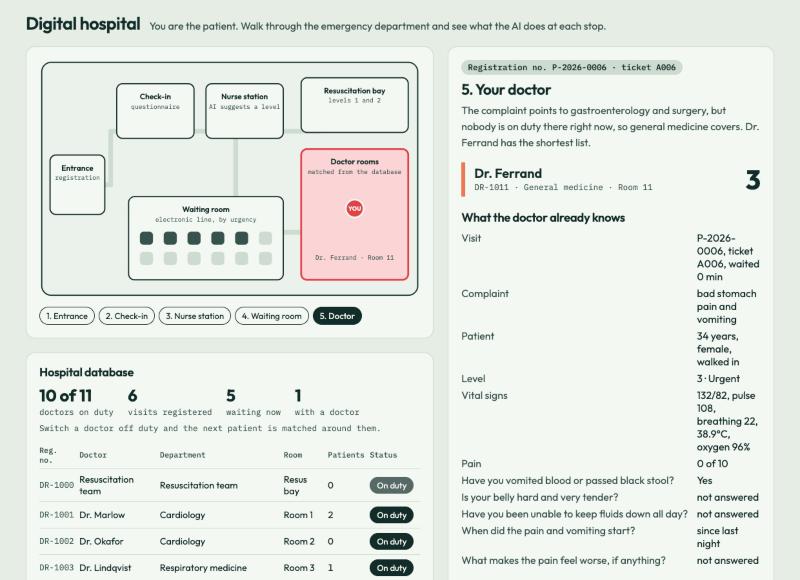 Digital hospital You are the patient. Walk through the emergency department and see what the AI does at each stop.
Check-in
questionnaire
Nurse station
AI suggests a level
Resuscitation bay
levels 1 and 2
Entrance
registration
Doctor rooms
matched from the database
YOU
Dr. Ferrand · Room 11
Waiting room
electronic line, by urgency
1. Entrance 2. Check-in 3. Nurse station 4. Waiting room 5. Doctor
Hospital database
10 of 11 6 5 1
doctors on duty visits registered waiting now with a doctor
Switch a doctor off duty and the next patient is matched around them.
Reg. no. Doctor Department Room Patients Status
DR-1000 Resuscitation team Resuscitation team Resus bay 0 On duty
DR-1001 Dr. Marlow Cardiology Room 1 2 On duty
DR-1002 Dr. Okafor Cardiology Room 2 0 On duty
DR-1003 Dr. Lindqvist Respiratory medicine Room 3 1 On duty
Registration no. P-2026-0006 · ticket A006
5. Your doctor
The complaint points to gastroenterology and surgery, but
nobody is on duty there right now, so general medicine covers. Dr.
Ferrand has the shortest list.
Dr. Ferrand
DR-1011 · General medicine · Room 11
3
What the doctor already knows
Visit P-2026-
0006, ticket
A006, waited
0 min
Complaint bad stomach
pain and
vomiting
Patient 34 years,
female,
walked in
Level 3 · Urgent
Vital signs 132/82, pulse
108,
breathing 22,
38.9°C,
oxygen 96%
Pain 0 of 10
Have you vomited blood or passed black stool? Yes
Is your belly hard and very tender? not answered
Have you been unable to keep fluids down all day? not answered
When did the pain and vomiting start? since last
night
What makes the pain feel worse, if anything? not answered